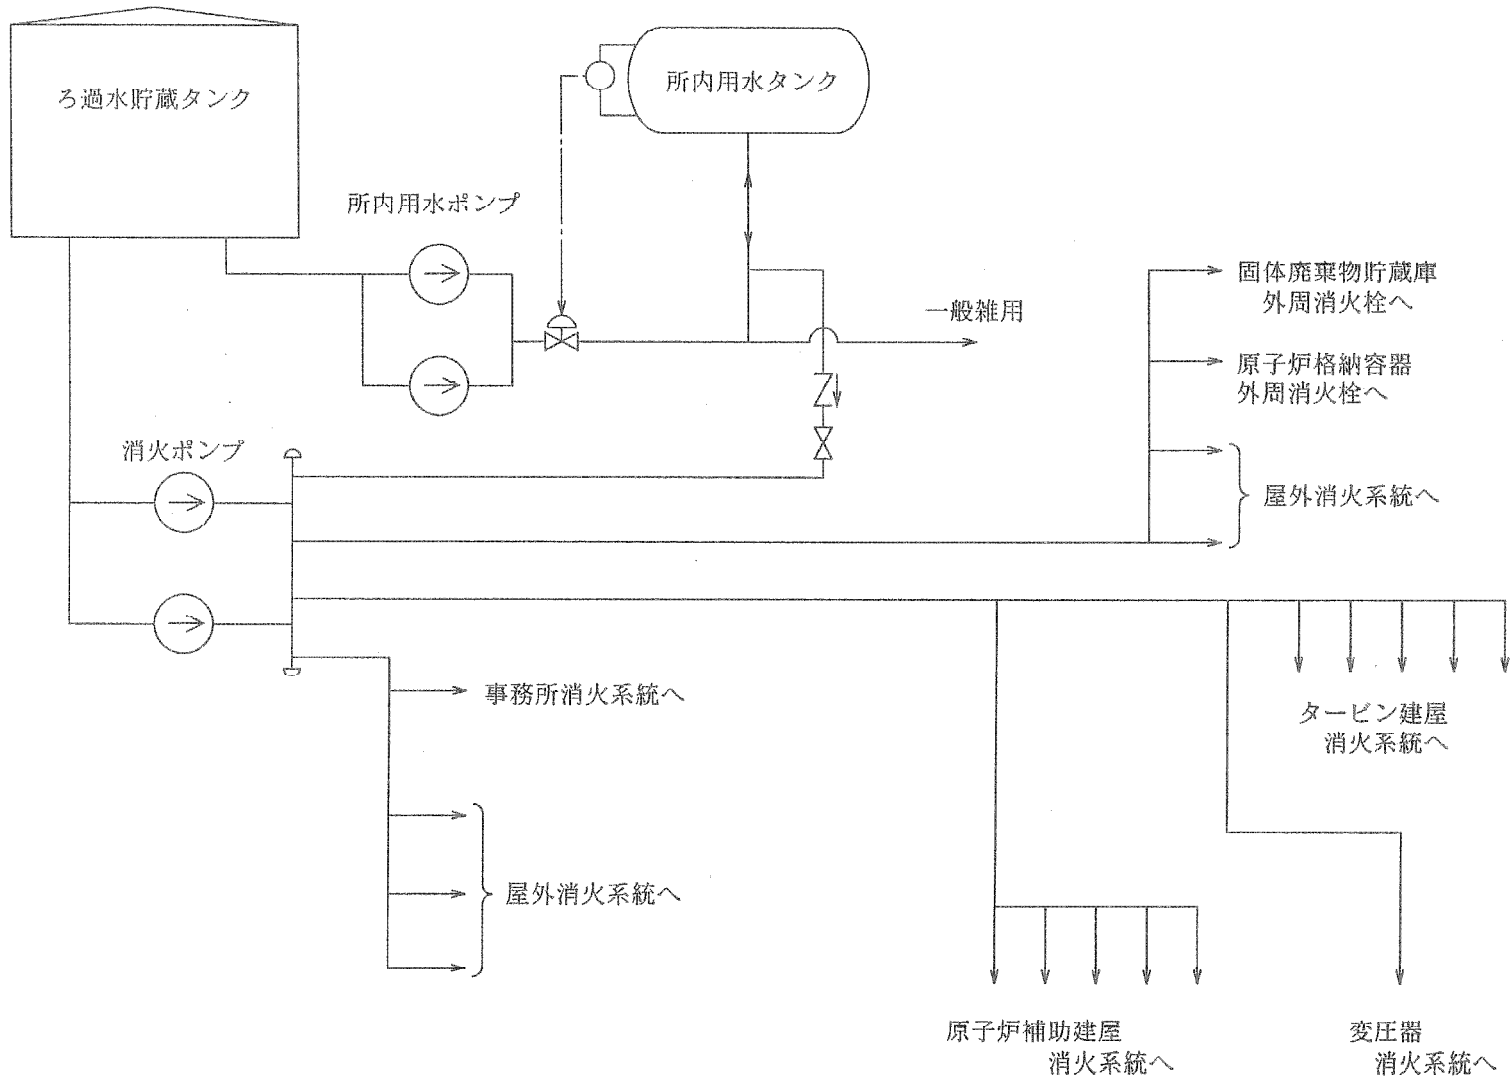 ろ過水貯蔵タンク
所内用水タンク
所内用水ポンプ
一般雑用
固体廃棄物貯蔵庫
外周消火栓へ
原子炉格納容器
外周消火栓へ
消火ポンプ
屋外消火系統へ
事務所消火系統へ
タービン建屋
消火系統へ
屋外消火系統へ
原子炉補助建屋
消火系統へ
変圧器
消火系統へ